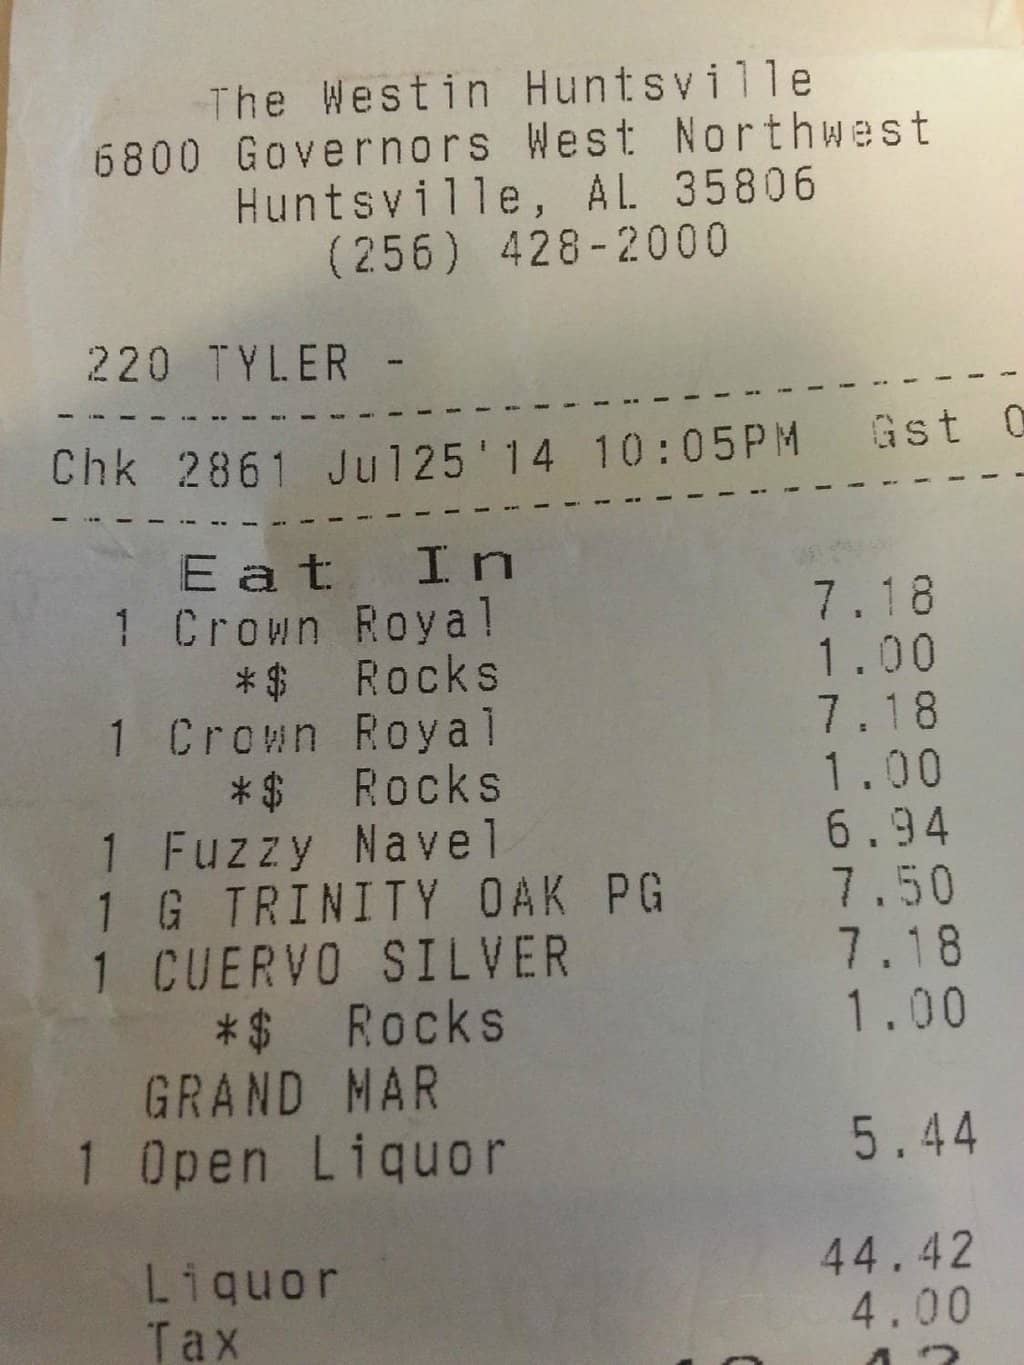 The Westin Huntsville
6800 Governors West Northwest
Huntsville, AL 35806
(256) 428-2000
220 TYLER -
Chk 2861 Jul25'14 10:05PM Gst 0
Eat In
1 Crown Royal 7.18
*$ Rocks 1.00
1 Crown Royal 7.18
*$ Rocks 1.00
1 Fuzzy Navel 6.94
1 G TRINITY OAK PG 7.50
1 CUERVO SILVER 7.18
*$ Rocks 1.00
GRAND MAR
1 Open Liquor 5.44
Liquor 44.42
Tax 4.00